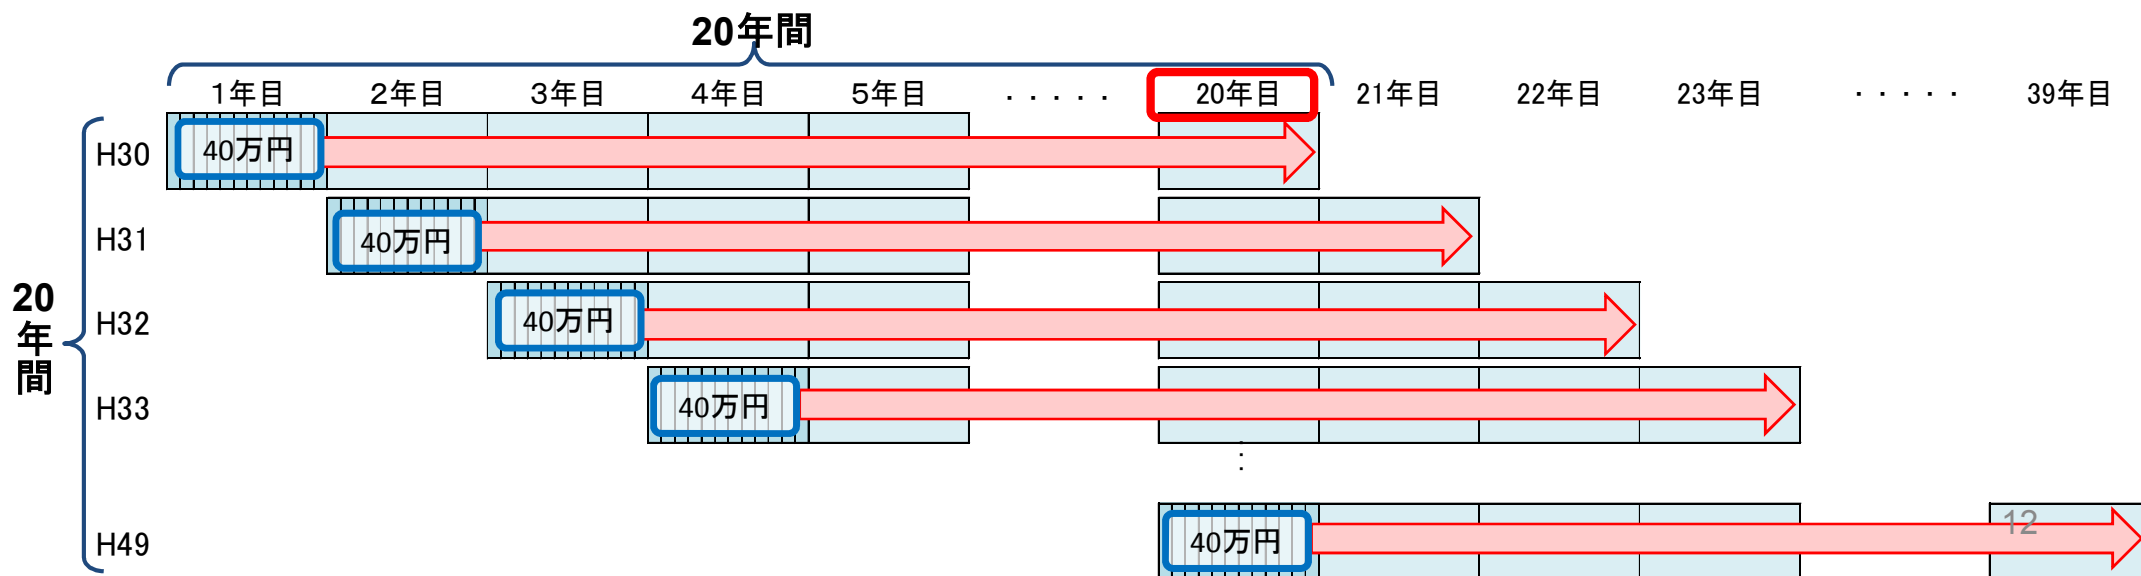 20年間
1年目 2年目 3年目 4年目 5年目 ・・・・・ 20年目 21年目 22年目 23年目 ・・・・・ 39年目
H30 40万円
H31 40万円
20年間
H32 40万円
H33 40万円
：
12
H49 40万円